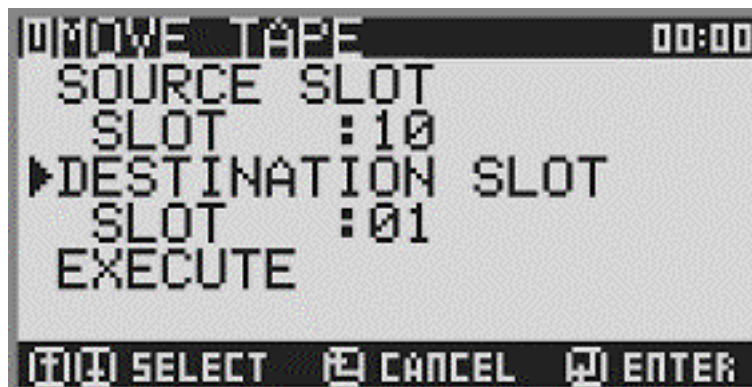 MOVE TAPE 00:00
SOURCE SLOT
SLOT :10
▶DESTINATION SLOT
SLOT :01
EXECUTE
SELECT CANCEL ENTER